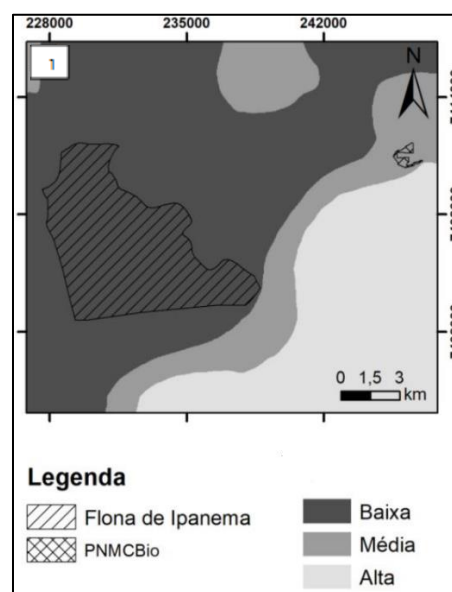 228000 235000 242000
1
N
0 1,5 3
km
Legenda
Flona de Ipanema
PNMCBio
Baixa
Média
Alta